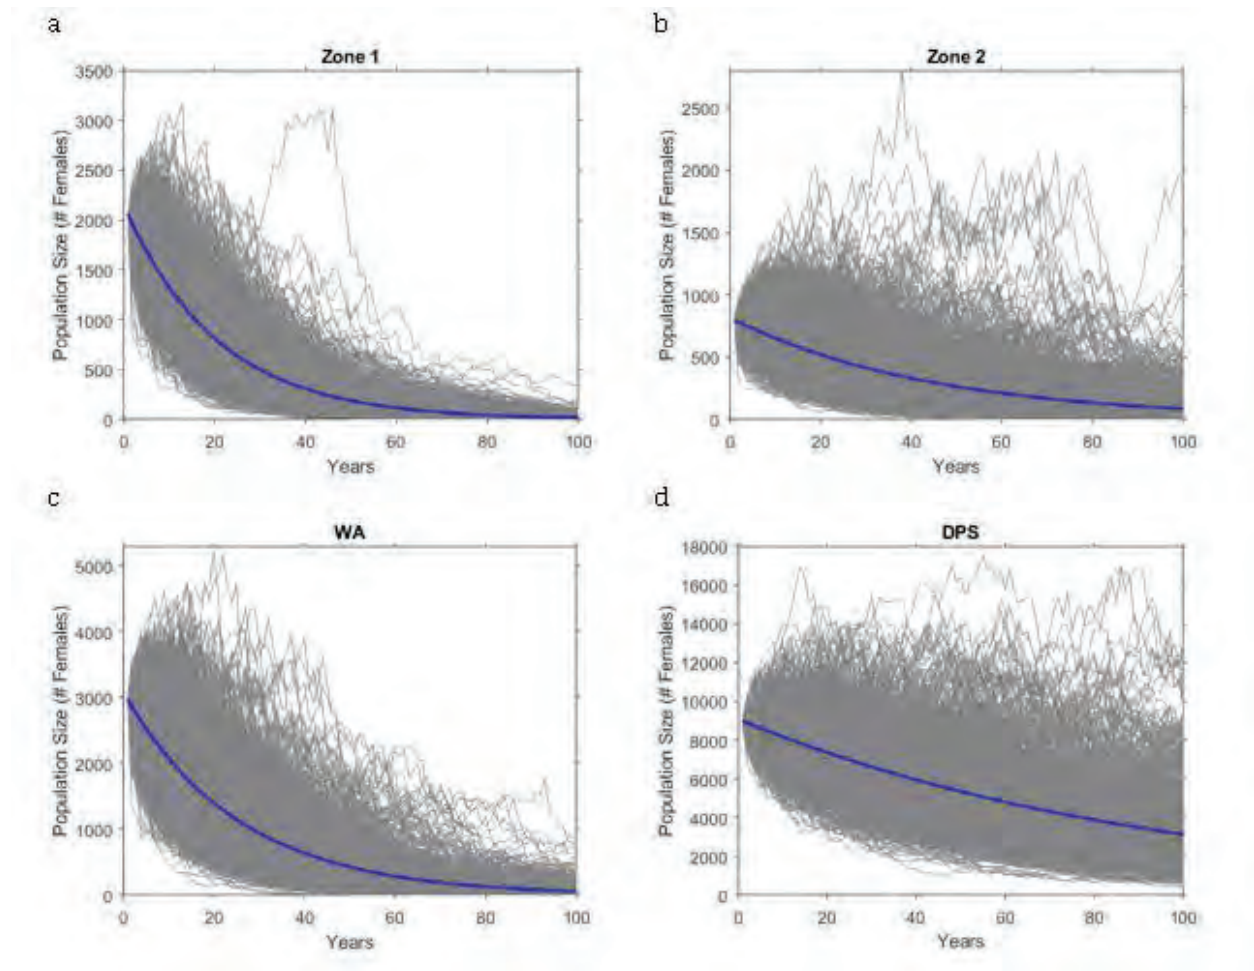 a
Zone 1
Population Size (# Females)
3500
3000
2500
2000
1500
1000
500
0
0 20 40 60 80 100
Years
b
Zone 2
Population Size (# Females)
2500
2000
1500
1000
500
0
0 20 40 60 80 100
Years
c
WA
Population Size (# Females)
5000
4000
3000
2000
1000
0
0 20 40 60 80 100
Years
d
DPS
Population Size (# Females)
18000
16000
14000
12000
10000
8000
6000
4000
2000
0
0 20 40 60 80 100
Years